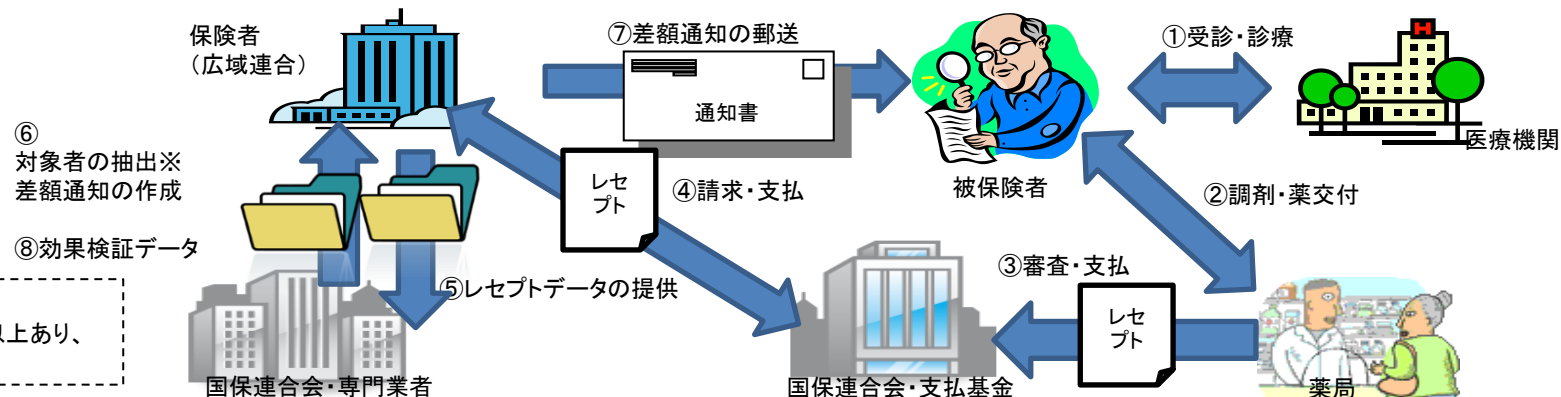 保険者
（広域連合）
⑦差額通知の郵送
通知書
①受診・診療
H
医療機関
⑥
対象者の抽出※
差額通知の作成
レセ
プト
④請求・支払
被保険者
②調剤・薬交付
⑧効果検証データ
⑤レセプトデータの提供
③審査・支払
レセ
プト
以上あり、
国保連合会・専門業者
国保連合会・支払基金
薬局